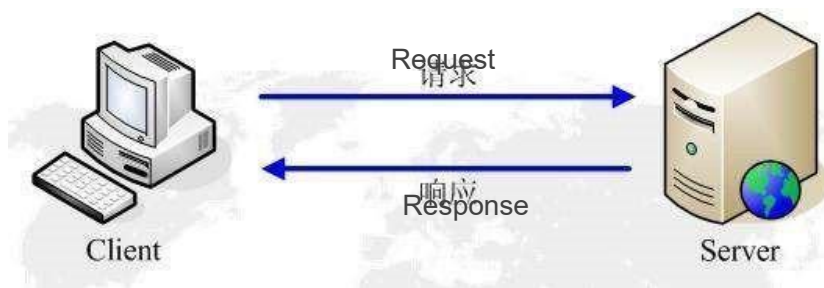 Request
请求
响应
Response
Client
Server